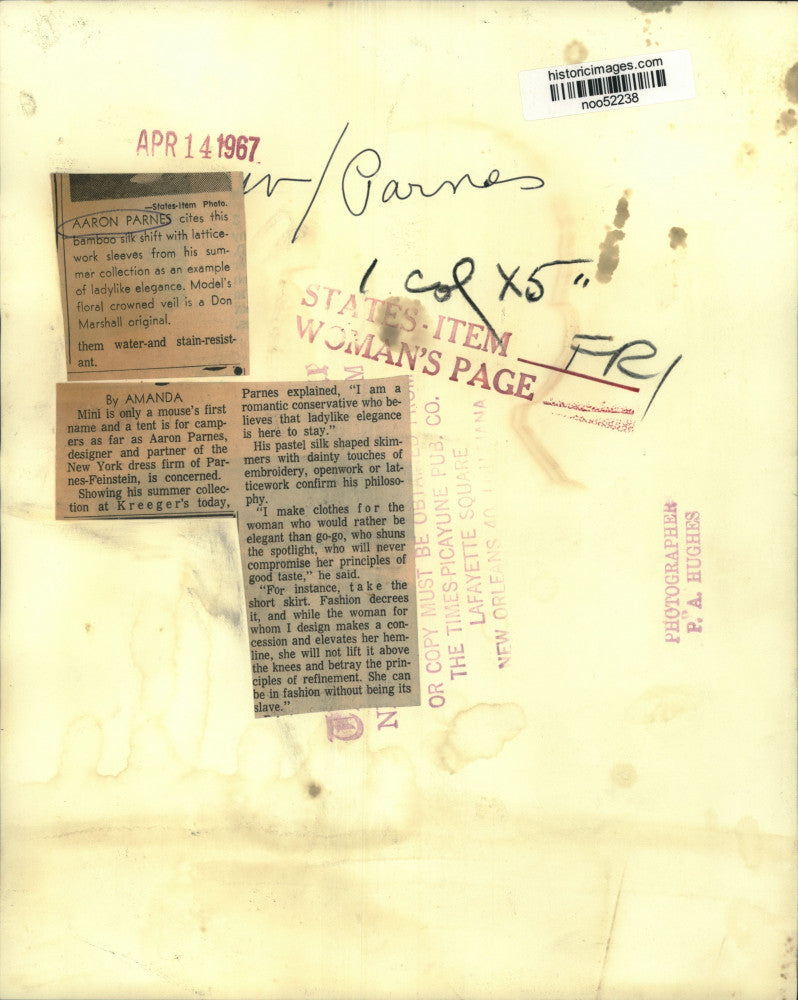 historicimages.com
noo52238
APR 14 1967
/ Parnes
—States-Item Photo.
AARON PARNES cites this
bamboo silk shift with lattice-
work sleeves from his sum-
mer collection as an example
of ladylike elegance. Model's
floral crowned veil is a Don
Marshall original.
them water-and stain-resist-
ant.
1 col X5"
STATES-ITEM
WOMAN'S PAGE
FRI
By AMANDA
Mini is only a mouse's first
name and a tent is for camp-
ers as far as Aaron Parnes,
designer and partner of the
New York dress firm of Par-
nes-Feinstein, is concerned.
Showing his summer collec-
tion at Kreeger's today,
Parnes explained, "I am a
romantic conservative who be-
lieves that ladylike elegance
is here to stay."
His pastel silk shaped skim-
mers with dainty touches of
embroidery, openwork or lat-
ticework confirm his philoso-
phy.
"I make clothes for the
woman who would rather be
elegant than go-go, who shuns
the spotlight, who will never
compromise her principles of
good taste," he said.
"For instance, take the
short skirt. Fashion decrees
it, and while the woman for
whom I design makes a con-
cession and elevates her hem-
line, she will not lift it above
the knees and betray the prin-
ciples of refinement. She can
be in fashion without being its
slave."
OR COPY MUST BE OBTAINED FROM
THE TIMES-PICAYUNE PUB. CO.
LAFAYETTE SQUARE
NEW ORLEANS
PHOTOGRAPHER
P. A. HUGHES